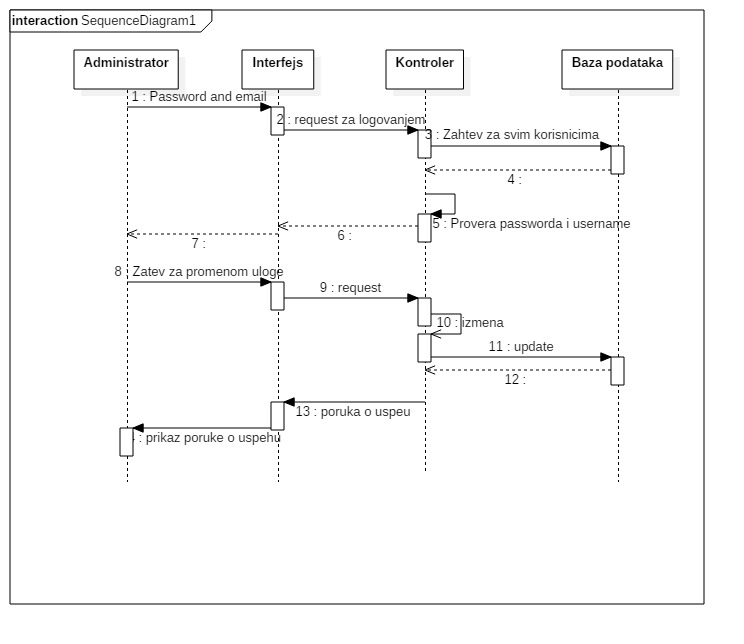 interaction SequenceDiagram1
Administrator
Interfejs
Kontroler
Baza podataka
1 : Password and email
2 : request za logovanjem
3 : Zahtev za svim korisnicima
4 :
5 : Provera passworda i username
6 :
7 :
8 : Zatev za promenom uloge
9 : request
10 : izmena
11 : update
12 :
13 : poruka o uspeu
: prikaz poruke o uspehu